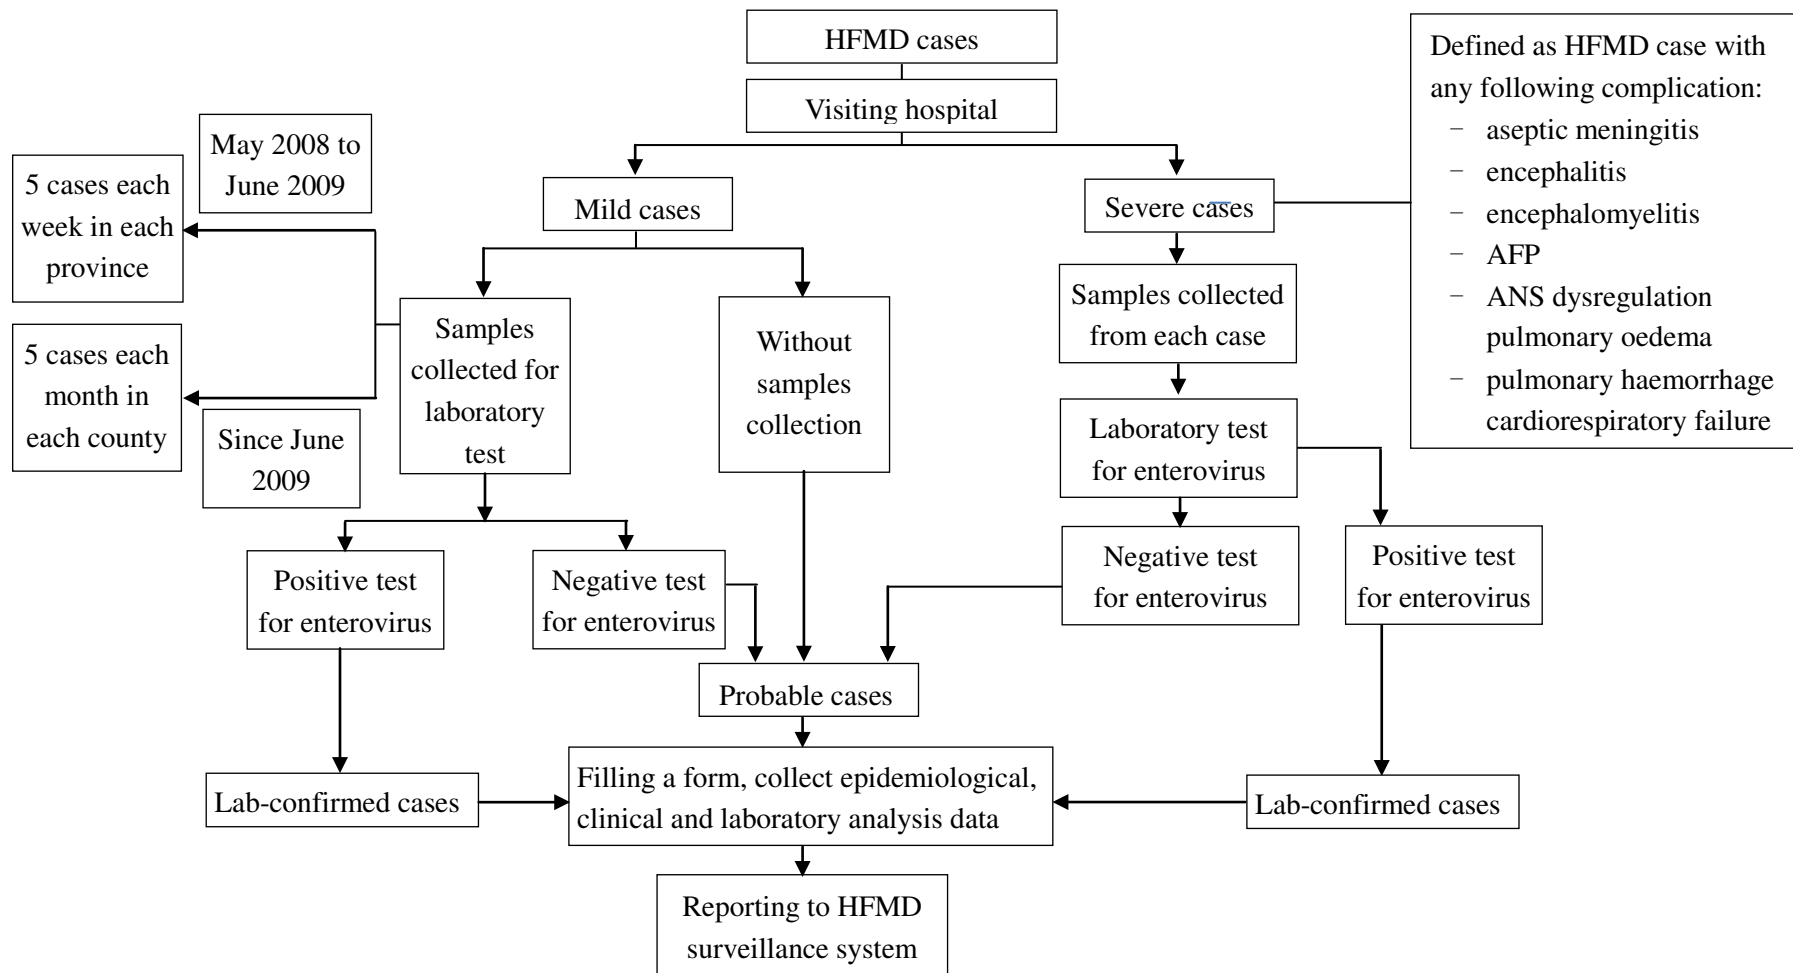 HFMD cases
Visiting hospital
Defined as HFMD case with
any following complication:
− aseptic meningitis
− encephalitis
− encephalomyelitis
− AFP
− ANS dysregulation
pulmonary oedema
− pulmonary haemorrhage
cardiorespiratory failure
May 2008 to
June 2009
5 cases each
week in each
province
Mild cases
Severe cases
Samples collected
from each case
5 cases each
month in
each county
Since June
2009
Samples
collected for
laboratory
test
Without
samples
collection
Laboratory test
for enterovirus
Positive test
for enterovirus
Negative test
for enterovirus
Negative test
for enterovirus
Positive test
for enterovirus
Probable cases
Lab-confirmed cases
Filling a form, collect epidemiological,
clinical and laboratory analysis data
Lab-confirmed cases
Reporting to HFMD
surveillance system